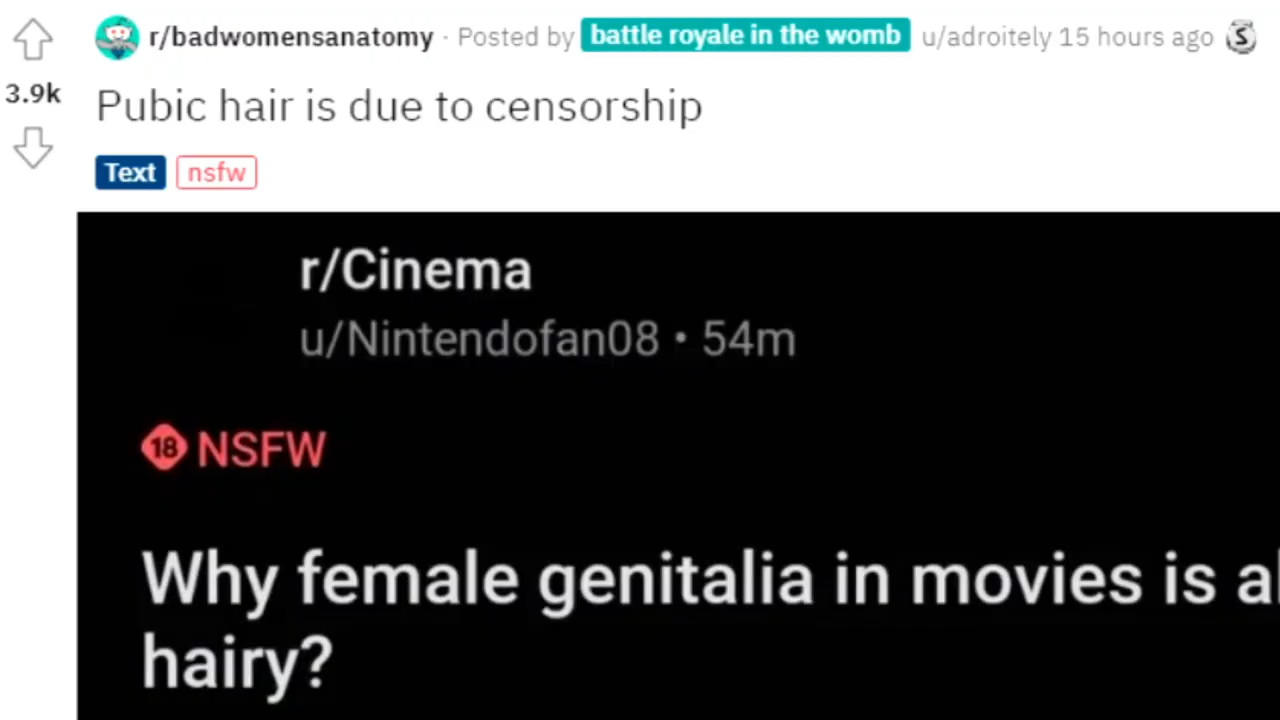 r/badwomensanatomy · Posted by battle royale in the womb u/adroitely 15 hours ago S
3.9k
Pubic hair is due to censorship
Text nsfw
r/Cinema
u/Nintendofan08 • 54m
18 NSFW
Why female genitalia in movies is al
hairy?